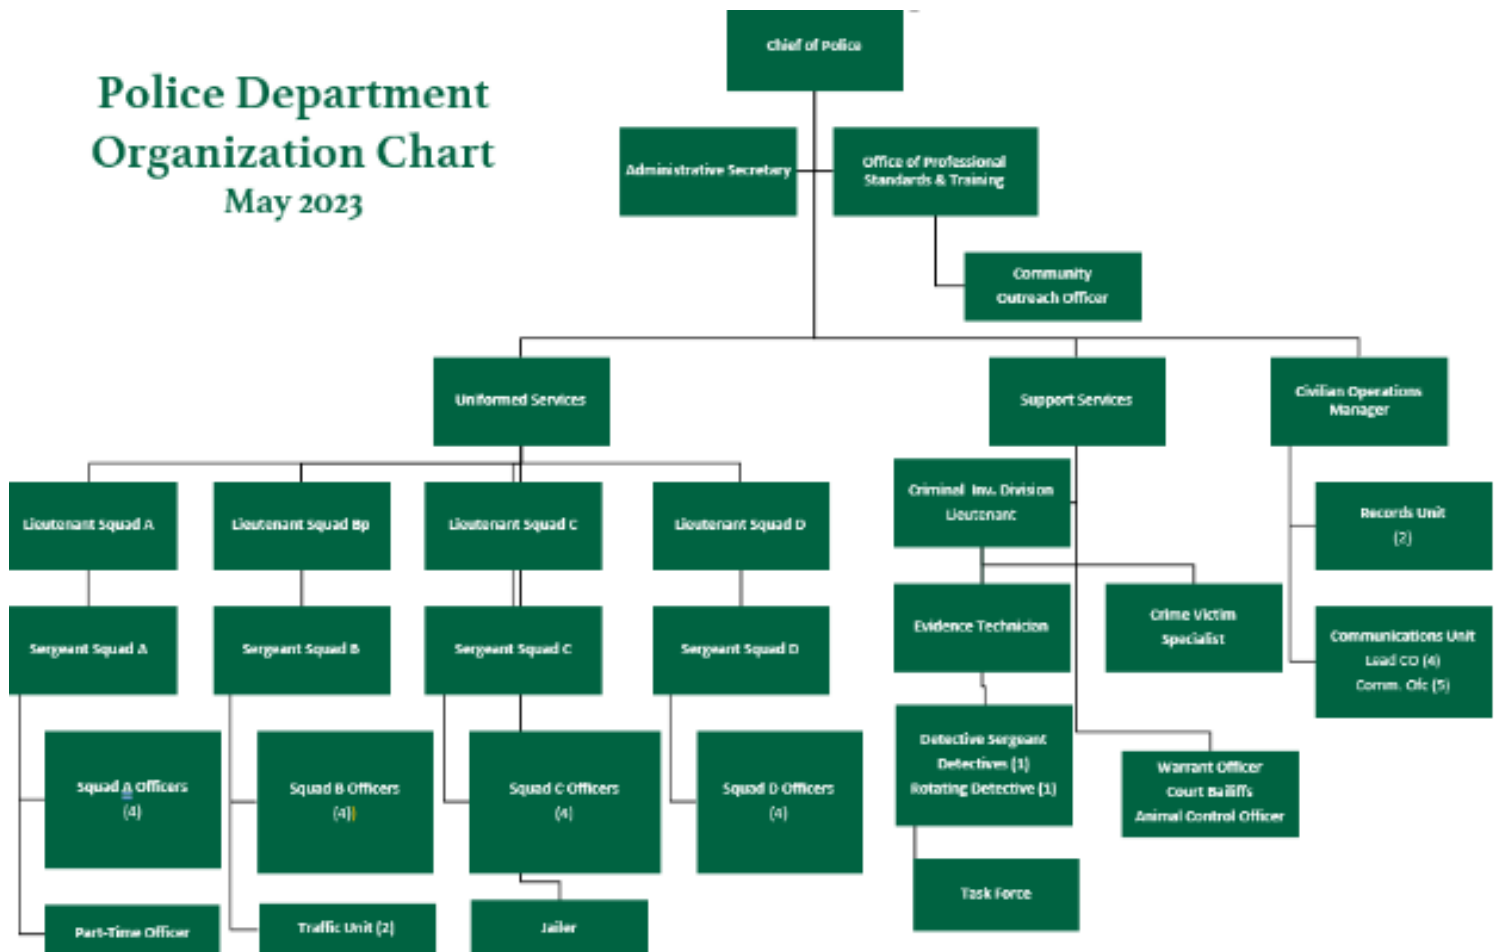 Chief of Police
Police Department
Organization Chart
May 2023
Administrative Secretary
Office of Professional
Standards & Training
Community
Outreach Officer
Uniformed Services
Support Services
Civilian Operations
Manager
Lieutenant Squad A
Lieutenant Squad Bp
Lieutenant Squad C
Lieutenant Squad D
Criminal Inv. Division
Lieutenant
Records Unit
(2)
Sergeant Squad A
Sergeant Squad B
Sergeant Squad C
Sergeant Squad D
Evidence Technician
Crime Victim
Specialist
Communications Unit
Lead CO (4)
Comm. Ofc (5)
Squad A Officers
(4)
Squad B Officers
(4))
Squad C Officers
(4)
Squad D Officers
(4)
Detective Sergeant
Detectives (1)
Rotating Detective (1)
Warrant Officer
Court Bailiffs
Animal Control Officer
Task Force
Part-Time Officer
Traffic Unit (2)
Jailer